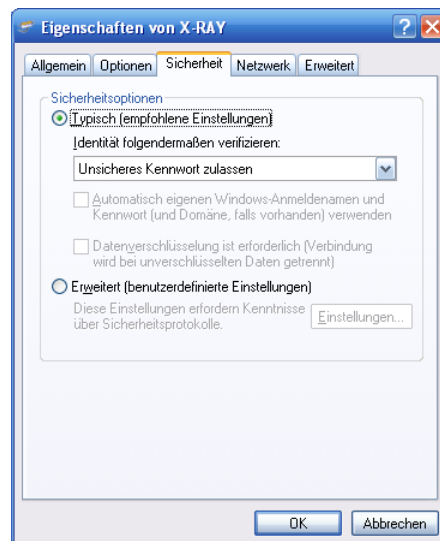 Eigenschaften von X-RAY
Allgemein Optionen Sicherheit Netzwerk Erweitert
Sicherheitsoptionen
Typisch (empfohlene Einstellungen)
Identität folgendermaßen verifizieren:
Unsicheres Kennwort zulassen
Automatisch eigenen Windows-Anmeldenamen und
Kennwort (und Domäne, falls vorhanden) verwenden
Datenverschlüsselung ist erforderlich (Verbindung
wird bei unverschlüsselten Daten getrennt)
Erweitert (benutzerdefinierte Einstellungen)
Diese Einstellungen erfordern Kenntnisse
über Sicherheitsprotokolle.
Einstellungen...
OK Abbrechen